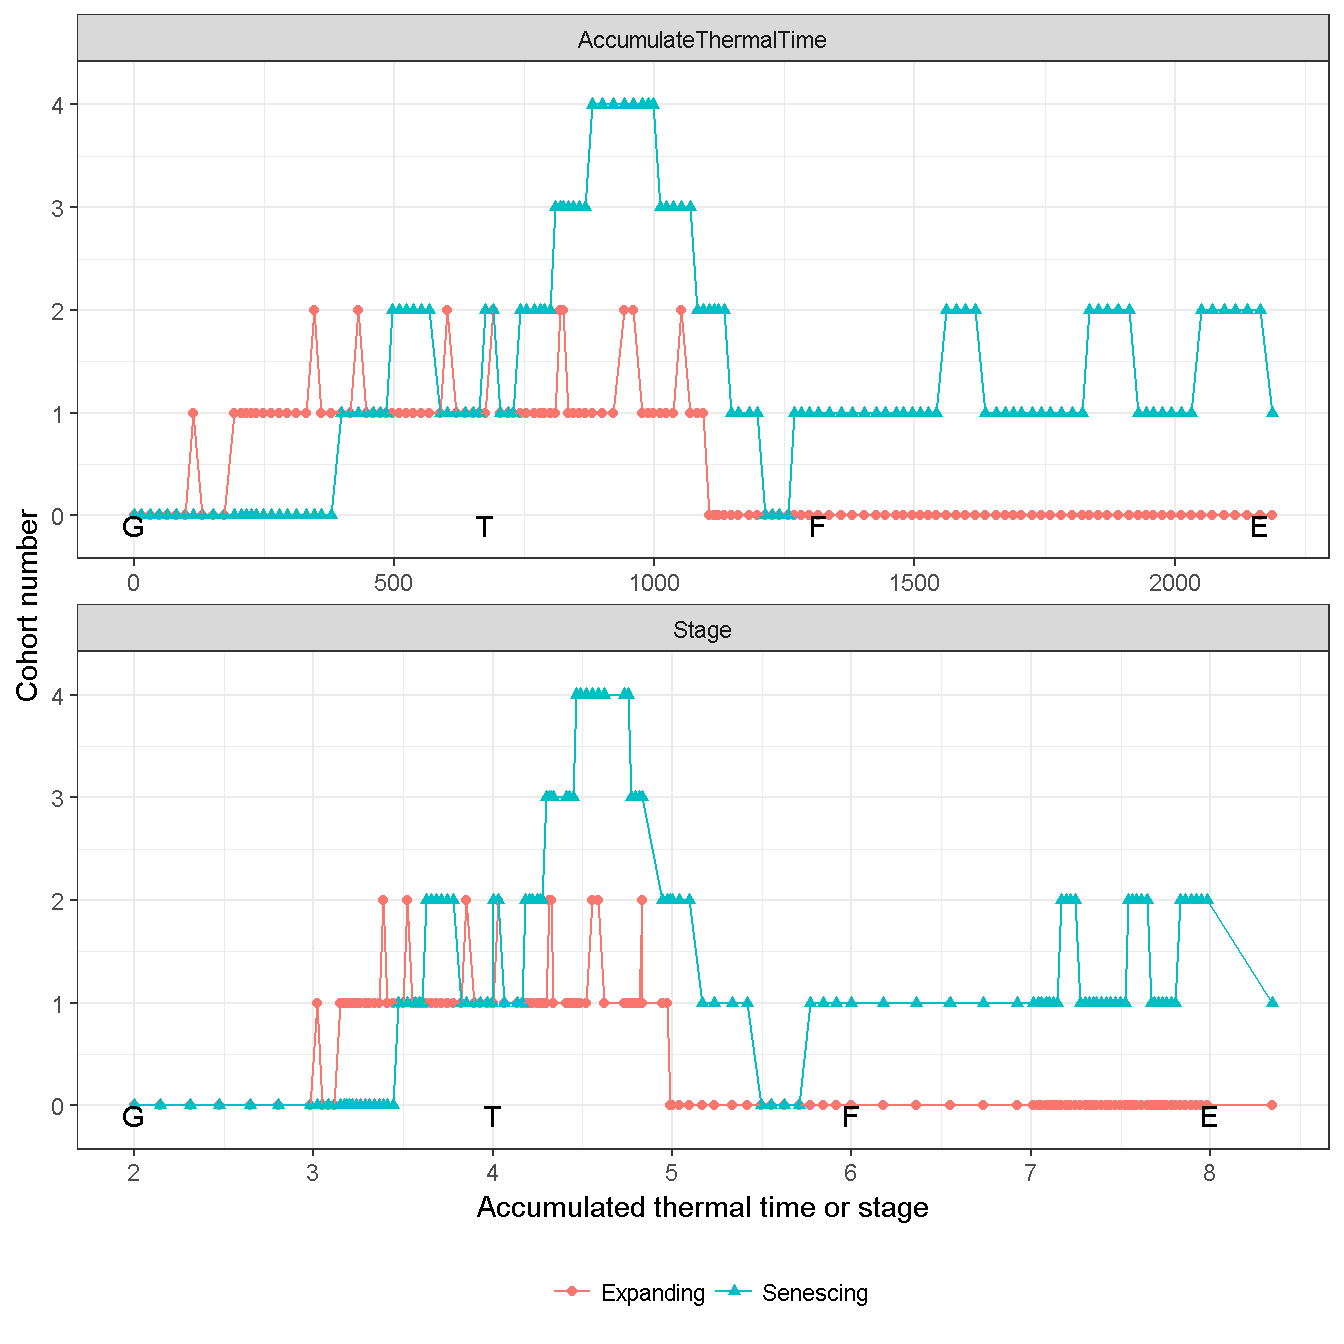 AccumulateThermalTime
4
3
2
1
0
G T F E
0 500 1000 1500 2000
Cohort number
Stage
4
3
2
1
0
G T F E
2 3 4 5 6 7 8
Accumulated thermal time or stage
Expanding Senescing